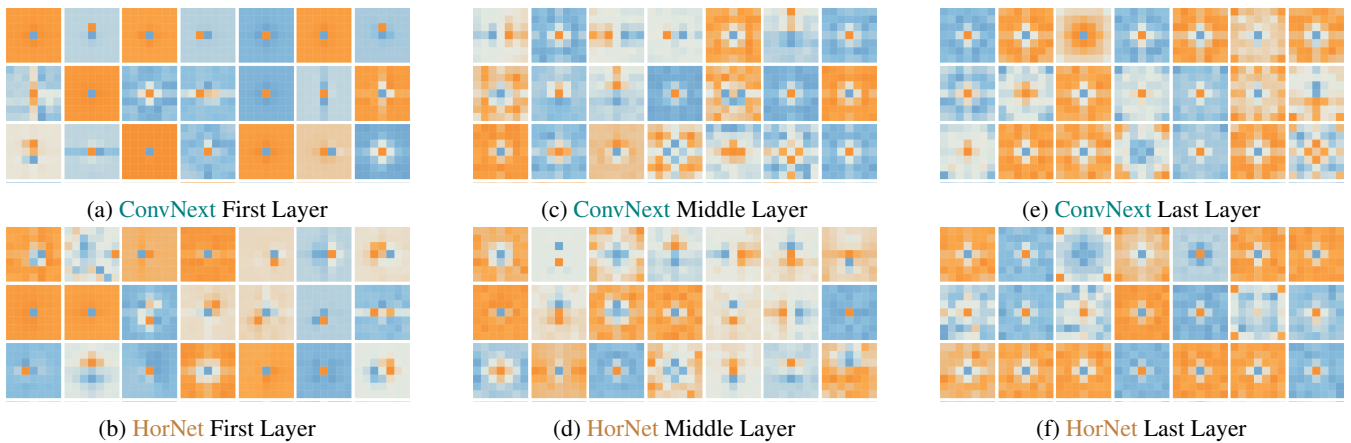 (a) ConvNext First Layer
(c) ConvNext Middle Layer
(e) ConvNext Last Layer
(b) HorNet First Layer
(d) HorNet Middle Layer
(f) HorNet Last Layer